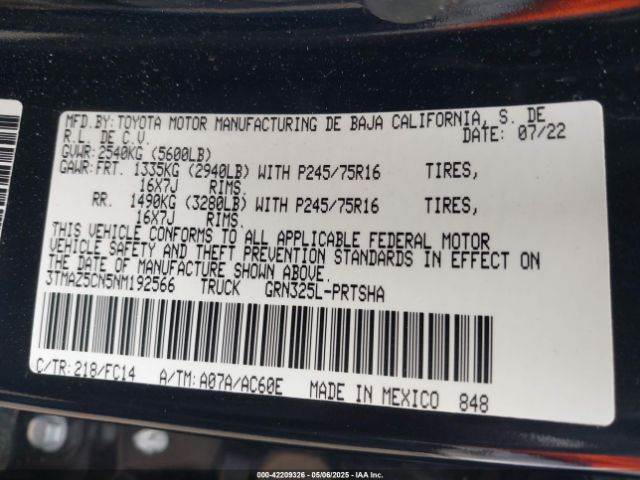 MFD.BY:TOYOTA MOTOR MANUFACTURING DE BAJA CALIFORNIA, S. DE
R.L. DE C.V. DATE: 07/22
GVWR:2540KG (5600LB)
GAWR:FRT. 1335KG (2940LB) WITH P245/75R16 TIRES,
16X7J RIMS.
RR. 1490KG (3280LB) WITH P245/75R16 TIRES,
16X7J RIMS.
THIS VEHICLE CONFORMS TO ALL APPLICABLE FEDERAL MOTOR
VEHICLE SAFETY AND THEFT PREVENTION STANDARDS IN EFFECT ON
THE DATE OF MANUFACTURE SHOWN ABOVE.
3TMAZ5CN5NM192566 TRUCK GRN325L-PRTSHA
C/TR:218/FC14 A/TM:A07A/AC60E MADE IN MEXICO 848
000-42209326 - 05/06/2025 - IAA, Inc.